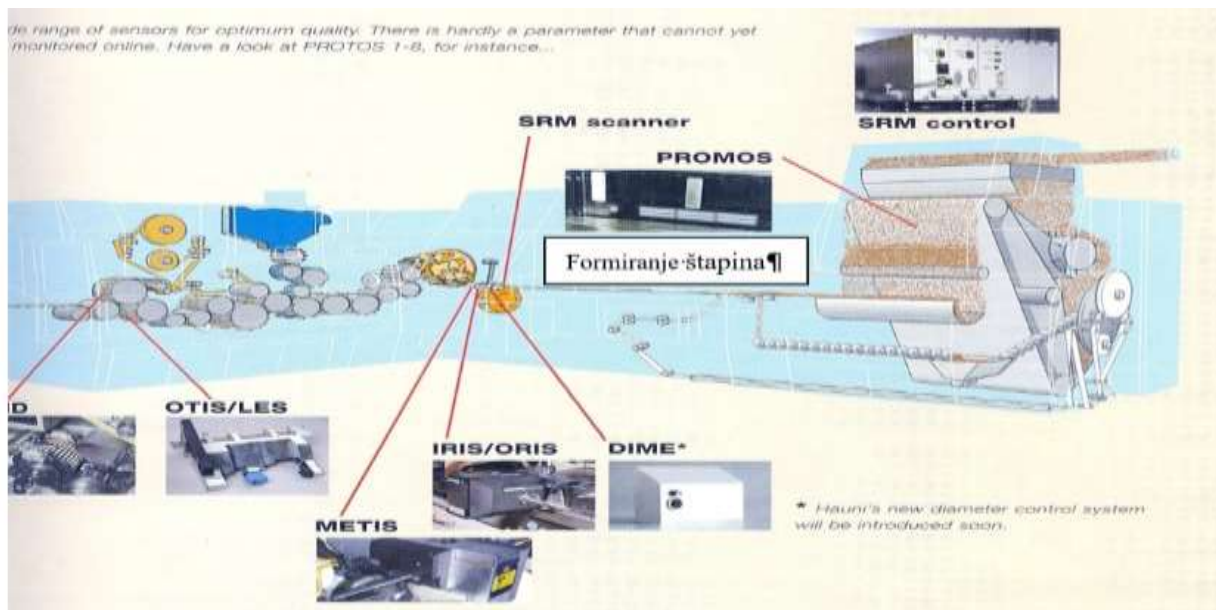 de range of sensors for optimum quality. There is hardly a parameter that cannot yet
monitored online. Have a look at PROTOS 1-8, for instance...
SRM control
SRM scanner
PROMOS
Formiranje·štapina¶
ID
OTIS/LES
IRIS/ORIS
DIME*
METIS
* Hauni's new diameter control system
will be introduced soon.